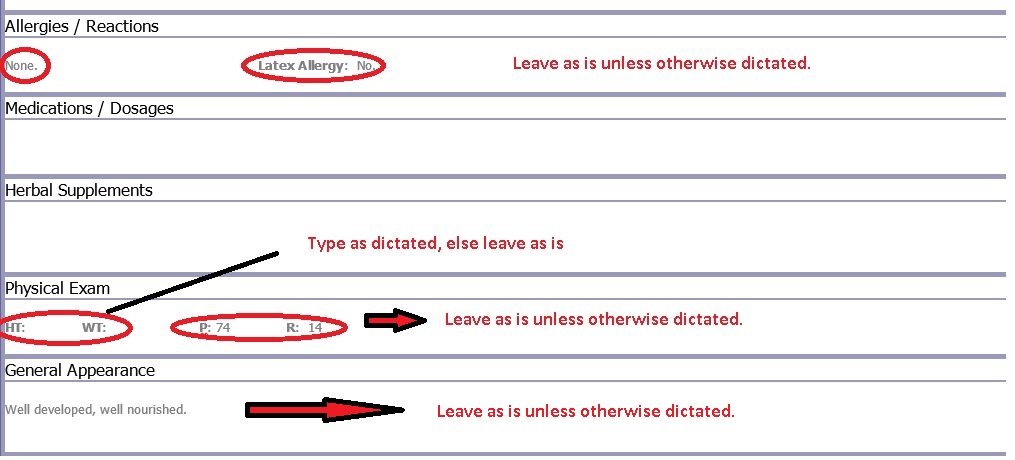 Allergies / Reactions
None. Latex Allergy: No. Leave as is unless otherwise dictated.
Medications / Dosages
Herbal Supplements
Type as dictated, else leave as is
Physical Exam
HT: WT: P: 74 R: 14 Leave as is unless otherwise dictated.
General Appearance
Well developed, well nourished. Leave as is unless otherwise dictated.